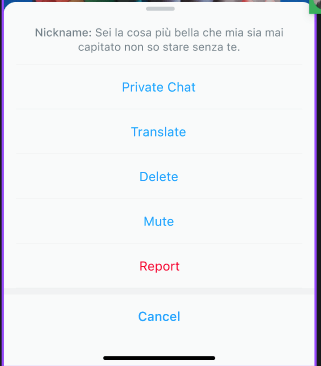 Nickname: Sei la cosa più bella che mia sia mai
capitato non so stare senza te.
Private Chat
Translate
Delete
Mute
Report
Cancel